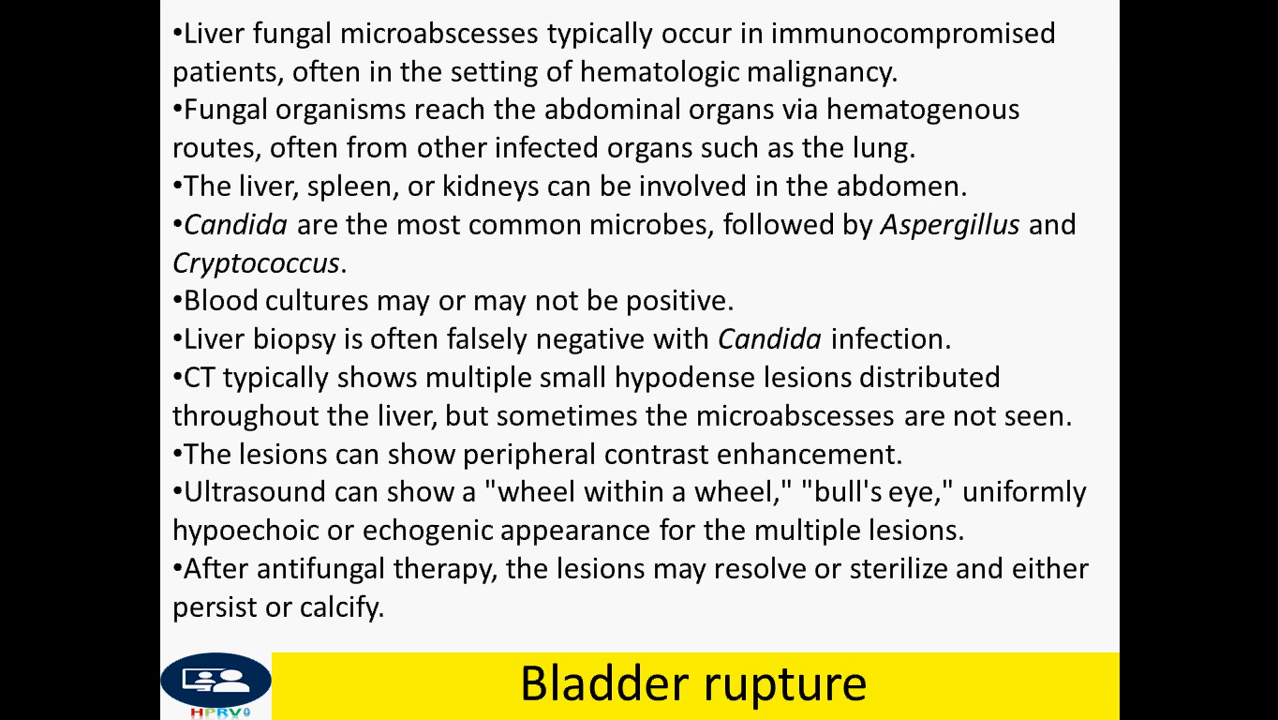 •Liver fungal microabscesses typically occur in immunocompromised
patients, often in the setting of hematologic malignancy.
•Fungal organisms reach the abdominal organs via hematogenous
routes, often from other infected organs such as the lung.
•The liver, spleen, or kidneys can be involved in the abdomen.
•Candida are the most common microbes, followed by Aspergillus and
Cryptococcus.
•Blood cultures may or may not be positive.
•Liver biopsy is often falsely negative with Candida infection.
•CT typically shows multiple small hypodense lesions distributed
throughout the liver, but sometimes the microabscesses are not seen.
•The lesions can show peripheral contrast enhancement.
•Ultrasound can show a "wheel within a wheel," "bull's eye," uniformly
hypoechoic or echogenic appearance for the multiple lesions.
•After antifungal therapy, the lesions may resolve or sterilize and either
persist or calcify.
Bladder rupture